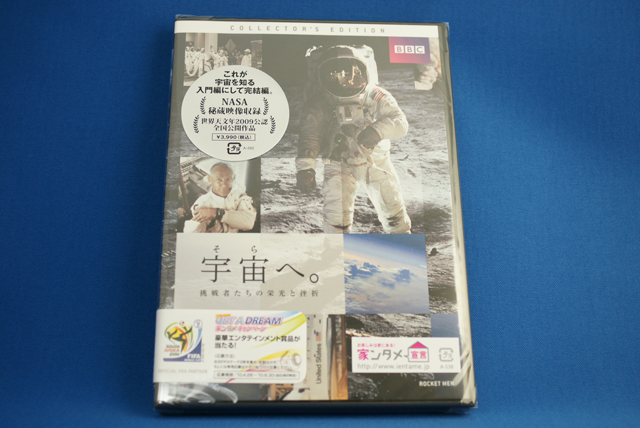 COLLECTOR'S EDITION
BBC
これが
宇宙を知る
入門編にして完結編。
NASA
秘蔵映像収録
世界天文年2009公認
全国公開作品
¥3,990(税込)
そら
宇宙へ。
挑戦者たちの栄光と挫折
DREAM
豪華エンタテインメント賞品が
当たる!
FIFA
United States
家ンタメ宣言
http://www.ientame.jp
ROCKET MEN